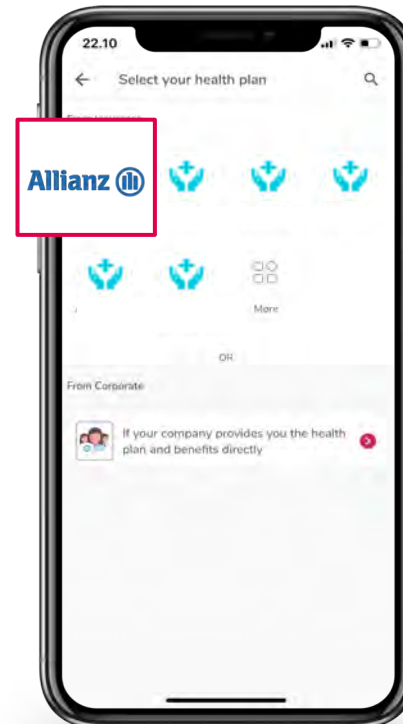 22.10
Select your health plan
Allianz
More
OR
From Corporate
If your company provides you the health
plan and benefits directly